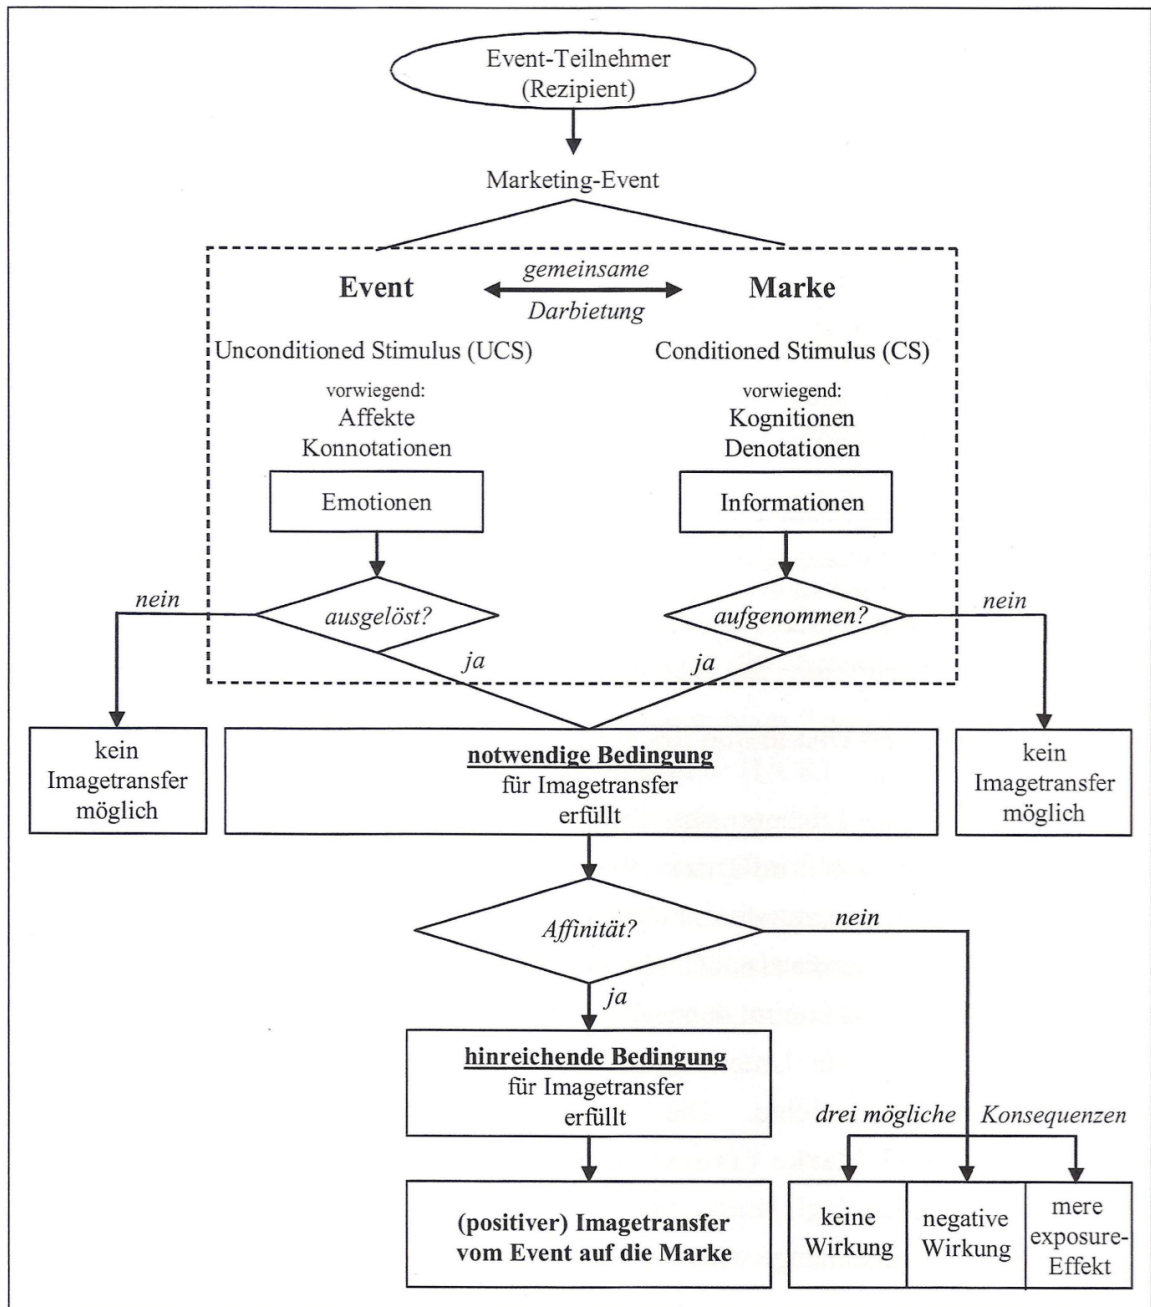 Event-Teilnehmer
(Rezipient)
Marketing-Event
Event
gemeinsame
Darbietung
Marke
Unconditioned Stimulus (UCS)
Conditioned Stimulus (CS)
vorwiegend:
Affekte
Konnotationen
vorwiegend:
Kognitionen
Denotationen
Emotionen
Informationen
nein
ausgelöst?
aufgenommen?
nein
ja
ja
kein
Imagetransfer
möglich
notwendige Bedingung
für Imagetransfer
erfüllt
kein
Imagetransfer
möglich
Affinität?
nein
ja
hinreichende Bedingung
für Imagetransfer
erfüllt
drei mögliche Konsequenzen
(positiver) Imagetransfer
vom Event auf die Marke
keine
Wirkung
negative
Wirkung
mere
exposure-
Effekt